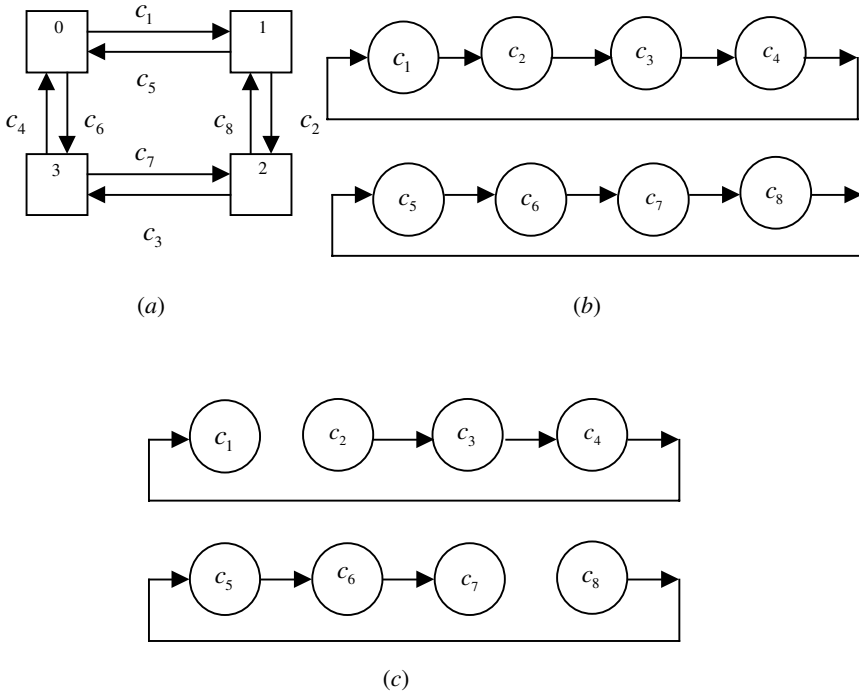 0 c₁ 1
c₅
c₄ c₆ c₈ c₂
3 c₇ 2
c₃
(a)
c₁ c₂ c₃ c₄
c₅ c₆ c₇ c₈
(b)
c₁ c₂ c₃ c₄
c₅ c₆ c₇ c₈
(c)